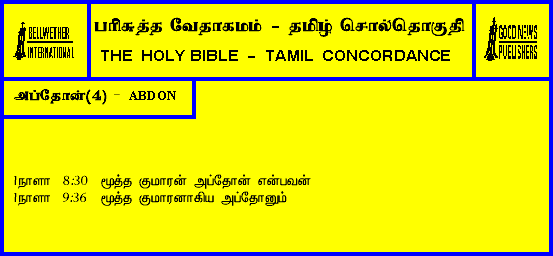 BELLWETHER
INTERNATIONAL
பரிசுத்த வேதாகமம் - தமிழ் சொல்தொகுதி
THE HOLY BIBLE - TAMIL CONCORDANCE
GOOD NEWS
PUBLISHERS
அப்தோன்(4) - ABDON
1நாளா 8:30 மூத்த குமாரன் அப்தோன் என்பவன்
1நாளா 9:36 மூத்த குமாரனாகிய அப்தோனும்